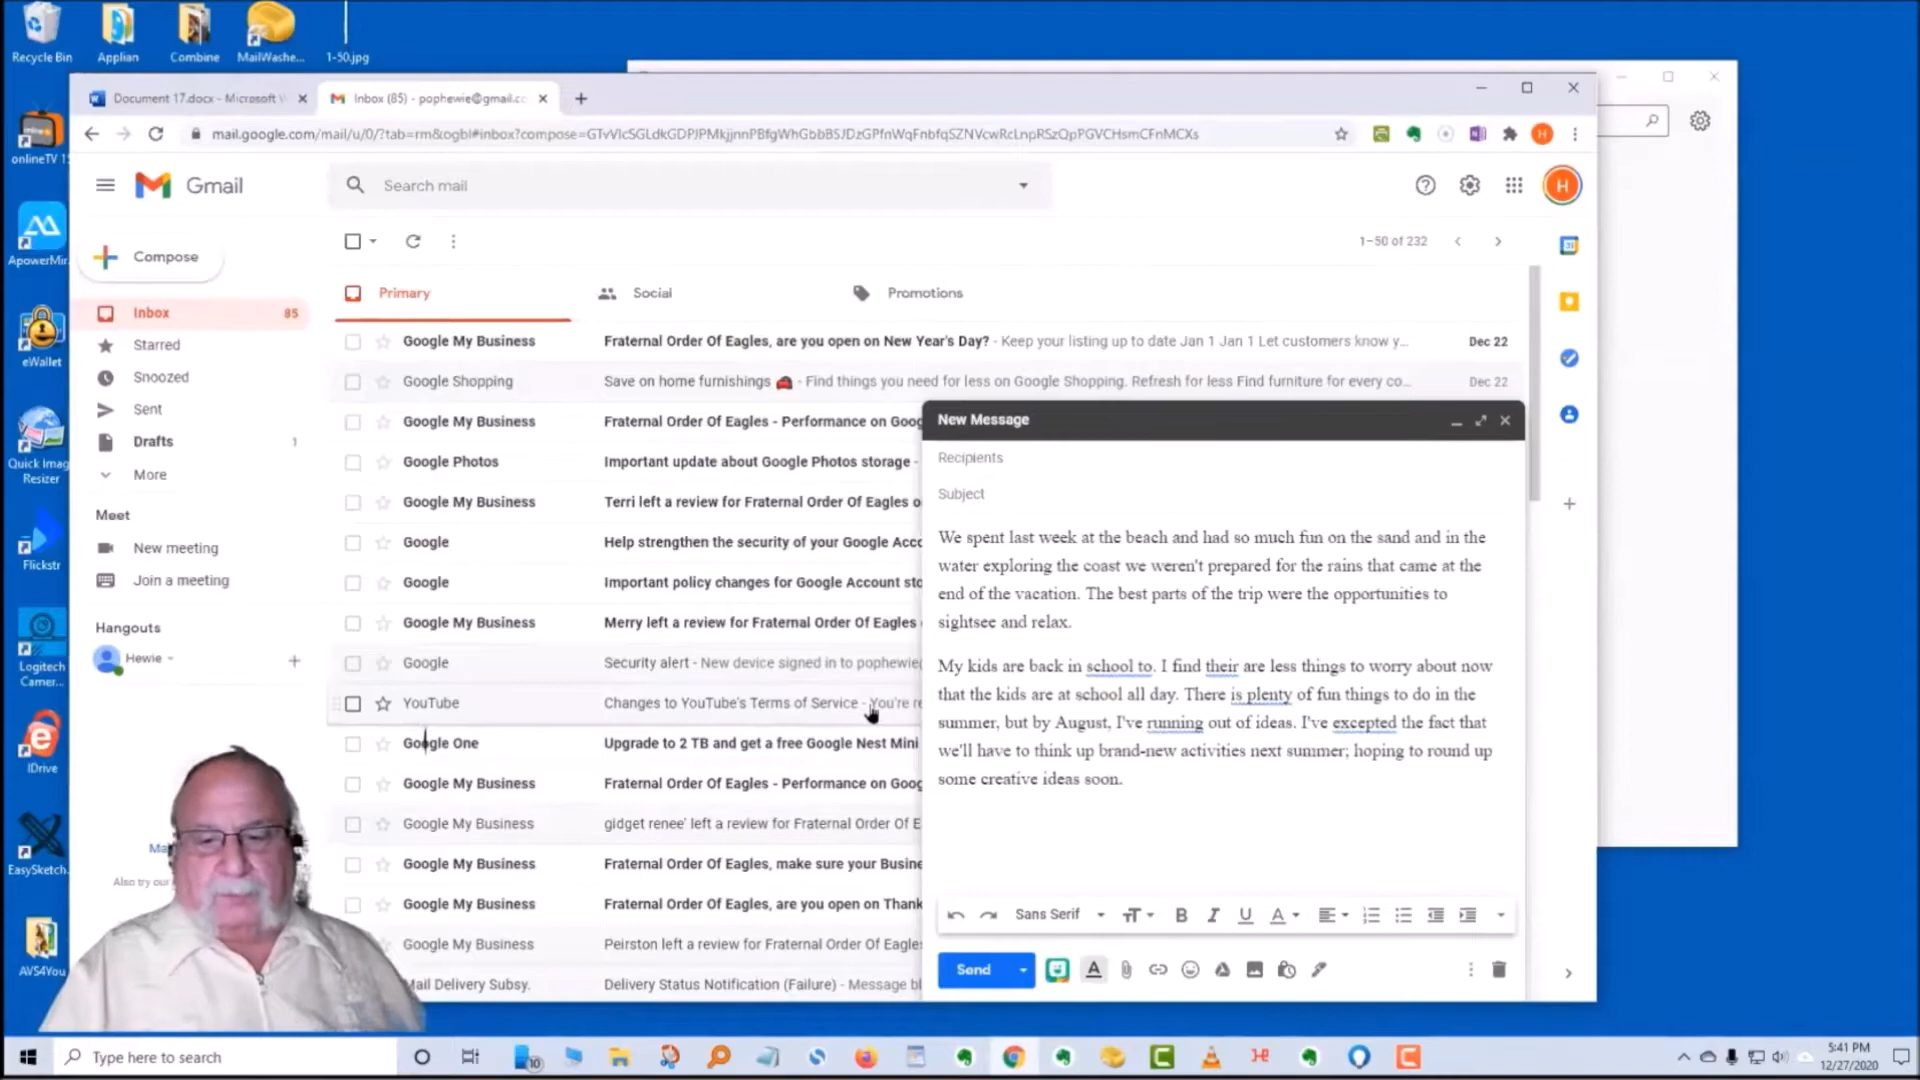 Recycle Bin
Applian
Combine
MailWashe...
1-50.jpg
Document 17.docx - Microsoft W
Inbox (85) - pophewie@gmail.co
mail.google.com/mail/u/0/?tab=rm&ogbl#inbox?compose=
onlineTV 15
Gmail
Search mail
H
H
ApowerMir...
Compose
1–50 of 232
Primary
Social
Promotions
Inbox 85
Starred
Snoozed
Sent
Drafts 1
More
Meet
New meeting
Join a meeting
Hangouts
Hewie
eWallet
Quick Imag...
Resizer
Flickstr
Logitech
Camer...
IDrive
EasySketch...
AVS4You
Also try our
Google My Business Fraternal Order Of Eagles, are you open on New Year's Day? - Keep your listing up to date Jan 1 Jan 1 Let customers know y... Dec 22
Google Shopping Save on home furnishings 🛋 - Find things you need for less on Google Shopping. Refresh for less Find furniture for every co... Dec 22
Google My Business Fraternal Order Of Eagles - Performance on Goog
Google Photos Important update about Google Photos storage -
Google My Business Terri left a review for Fraternal Order Of Eagles o
Google Help strengthen the security of your Google Acco
Google Important policy changes for Google Account sto
Google My Business Merry left a review for Fraternal Order Of Eagles
Google Security alert - New device signed in to pophewie
YouTube Changes to YouTube's Terms of Service - You're re
Google One Upgrade to 2 TB and get a free Google Nest Mini
Google My Business Fraternal Order Of Eagles - Performance on Goog
Google My Business gidget renee' left a review for Fraternal Order Of E
Google My Business Fraternal Order Of Eagles, make sure your Busine
Google My Business Fraternal Order Of Eagles, are you open on Thank
Google My Business Peirston left a review for Fraternal Order Of Eagle
Mail Delivery Subsy. Delivery Status Notification (Failure) - Message bl
New Message
Recipients
Subject
We spent last week at the beach and had so much fun on the sand and in the
water exploring the coast we weren't prepared for the rains that came at the
end of the vacation. The best parts of the trip were the opportunities to
sightsee and relax.
My kids are back in school to. I find their are less things to worry about now
that the kids are at school all day. There is plenty of fun things to do in the
summer, but by August, I've running out of ideas. I've excepted the fact that
we'll have to think up brand-new activities next summer; hoping to round up
some creative ideas soon.
Sans Serif
Send
Type here to search
10
5:41 PM
12/27/2020